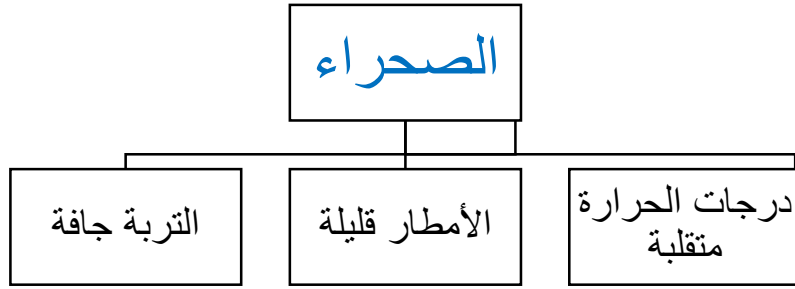 الصحراء
درجات الحرارة
متقلبة
الأمطار قليلة
التربة جافة